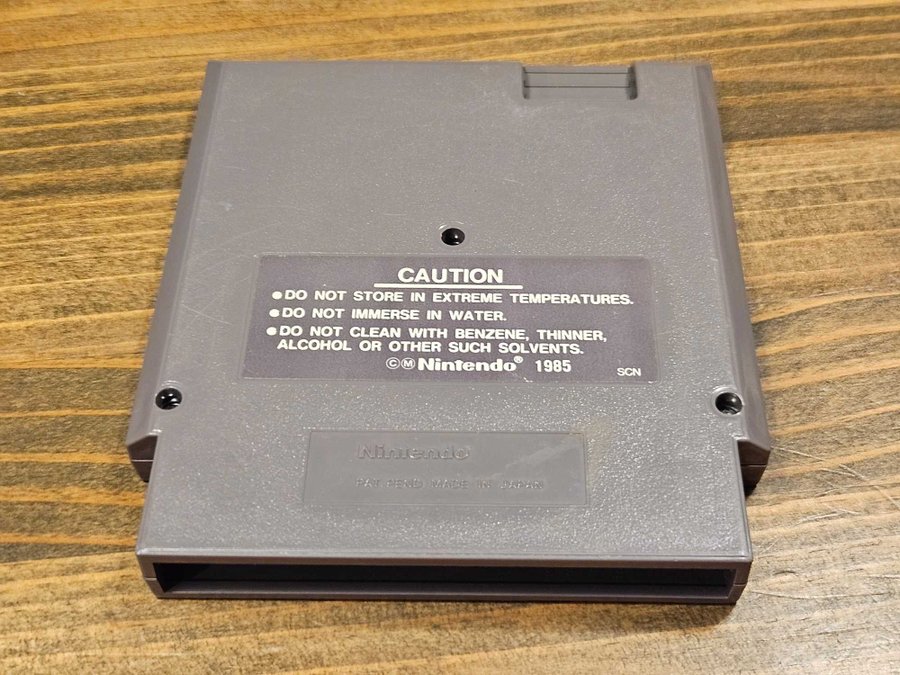 CAUTION
●DO NOT STORE IN EXTREME TEMPERATURES.
●DO NOT IMMERSE IN WATER.
●DO NOT CLEAN WITH BENZENE, THINNER,
ALCOHOL OR OTHER SUCH SOLVENTS.
©Ⓜ Nintendo® 1985
SCN
Nintendo
PAT. PEND. MADE IN JAPAN